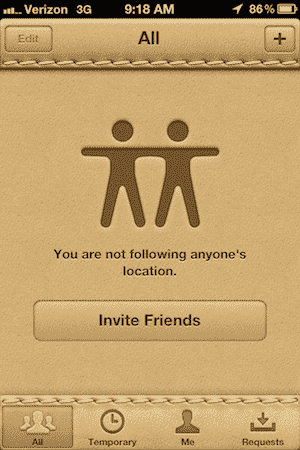 Verizon 3G 9:18 AM 86%
Edit All +
You are not following anyone's
location.
Invite Friends
All Temporary Me Requests